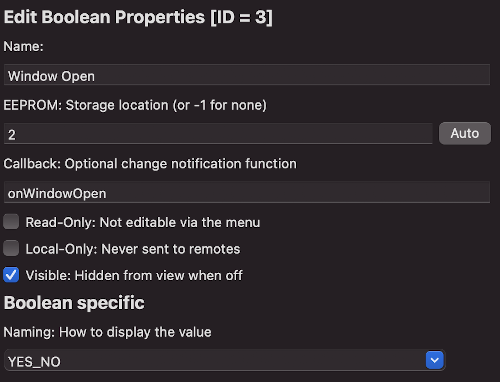 Edit Boolean Properties [ID = 3]
Name:
Window Open
EEPROM: Storage location (or -1 for none)
2
Auto
Callback: Optional change notification function
onWindowOpen
Read-Only: Not editable via the menu
Local-Only: Never sent to remotes
Visible: Hidden from view when off
Boolean specific
Naming: How to display the value
YES_NO